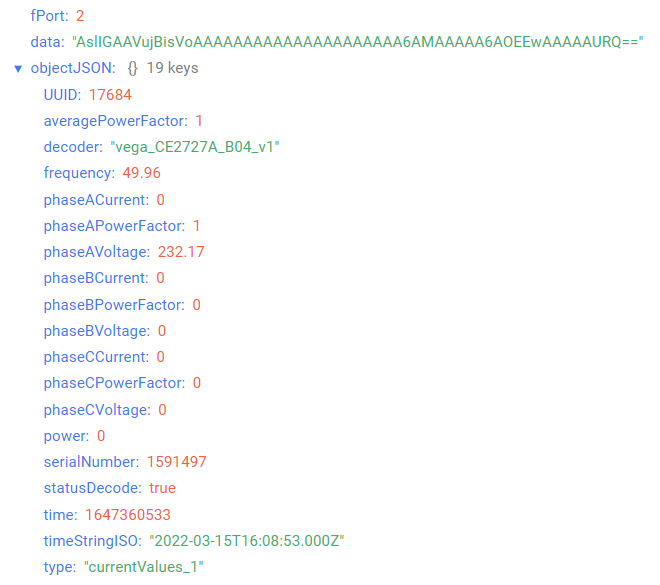 fPort: 2
data: "AslIGAAVujBisVoAAAAAAAAAAAAAAAAAAAAAA6AMAAAAA6AOEEwAAAAAURQ=="
▼ objectJSON: {} 19 keys
UUID: 17684
averagePowerFactor: 1
decoder: "vega_CE2727A_B04_v1"
frequency: 49.96
phaseACurrent: 0
phaseAPowerFactor: 1
phaseAVoltage: 232.17
phaseBCurrent: 0
phaseBPowerFactor: 0
phaseBVoltage: 0
phaseCCurrent: 0
phaseCPowerFactor: 0
phaseCVoltage: 0
power: 0
serialNumber: 1591497
statusDecode: true
time: 1647360533
timeStringISO: "2022-03-15T16:08:53.000Z"
type: "currentValues_1"